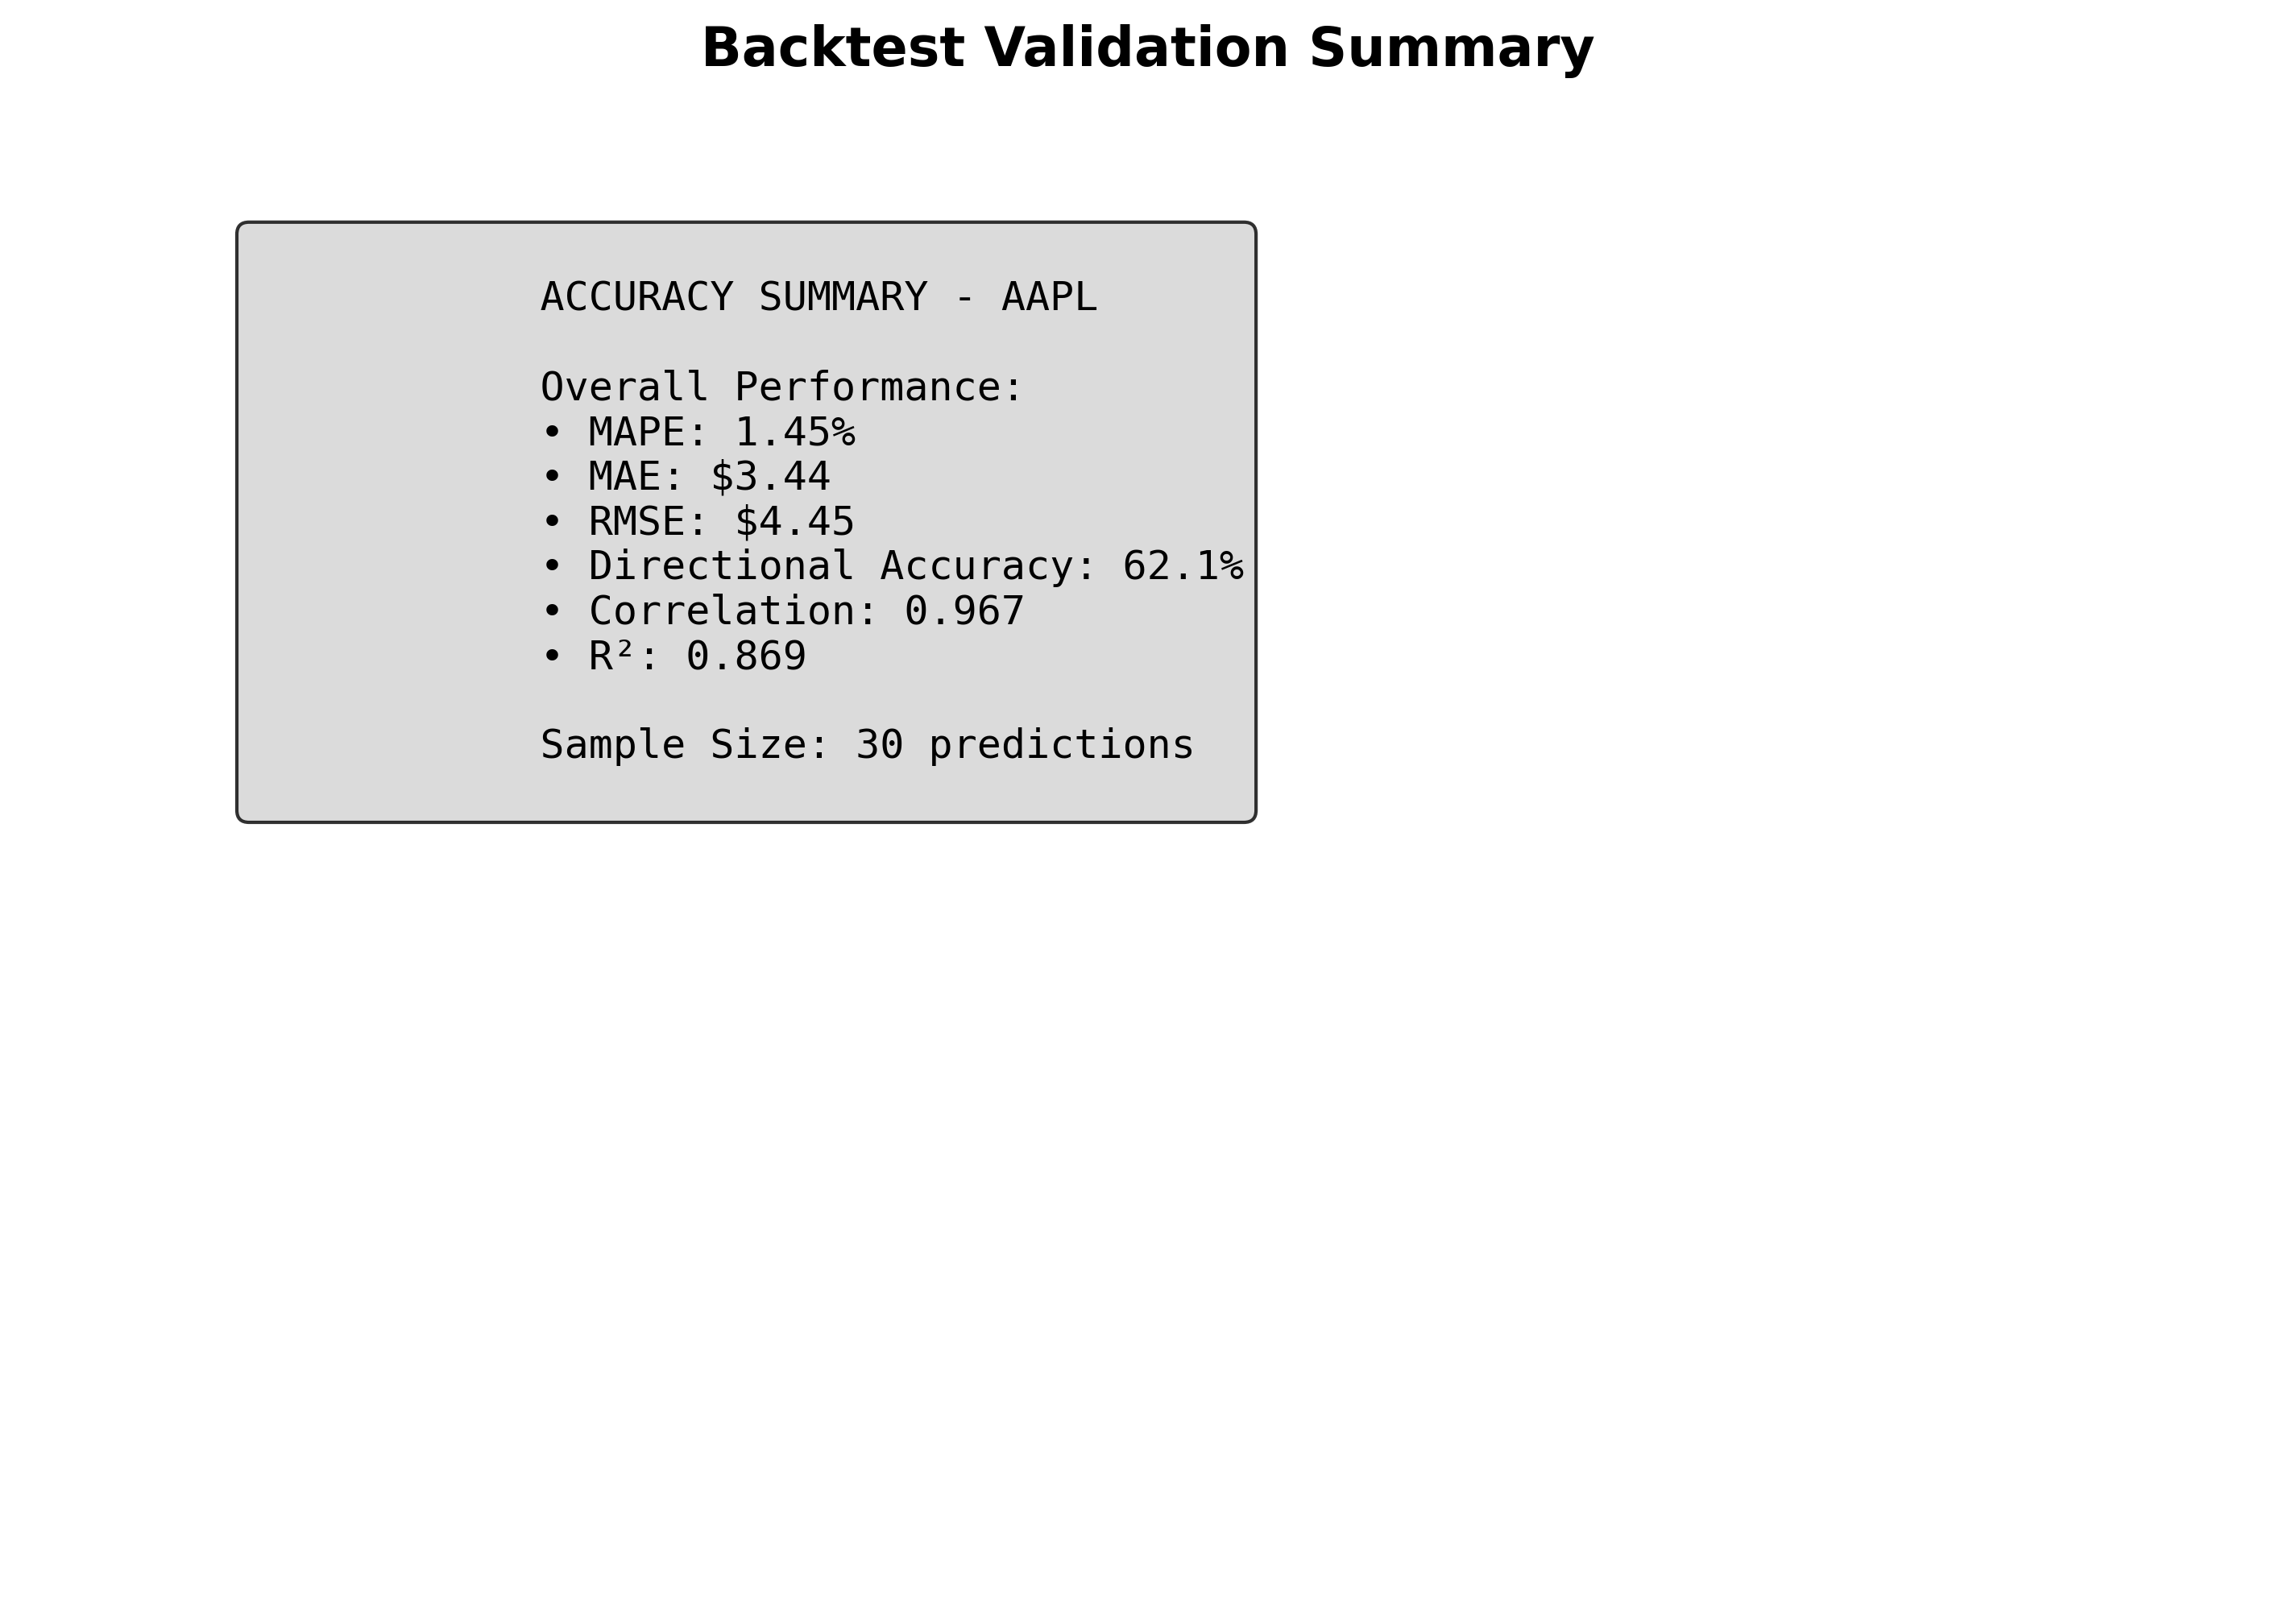 Backtest Validation Summary
ACCURACY SUMMARY - AAPL
Overall Performance:
• MAPE: 1.45%
• MAE: $3.44
• RMSE: $4.45
• Directional Accuracy: 62.1%
• Correlation: 0.967
• R²: 0.869
Sample Size: 30 predictions